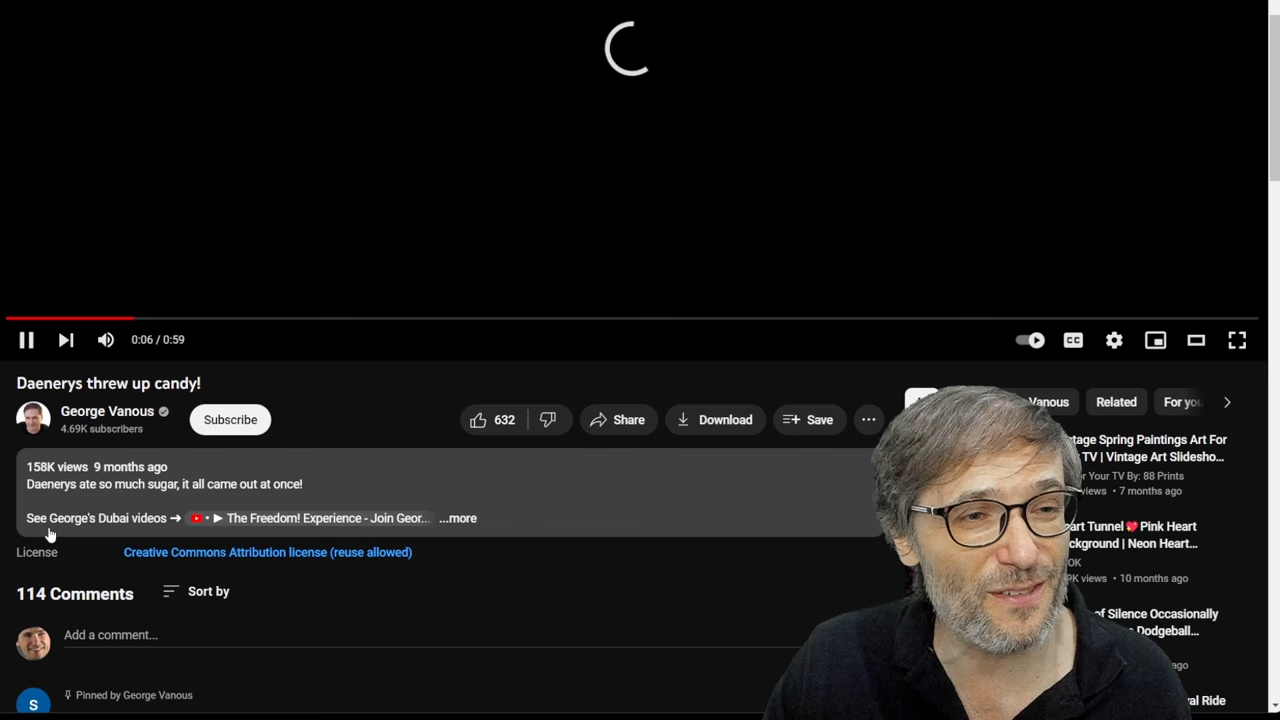 0:06 / 0:59
CC
Daenerys threw up candy!
George Vanous
4.69K subscribers
Subscribe
632
Share
Download
Save
Vanous
Related
For you
158K views 9 months ago
Daenerys ate so much sugar, it all came out at once!
See George's Dubai videos ➔ • ▶ The Freedom! Experience - Join Geor... ...more
License
Creative Commons Attribution license (reuse allowed)
114 Comments
Sort by
Add a comment...
S
Pinned by George Vanous
Spring Paintings Art For
TV | Vintage Art Slidesho...
Your TV By: 88 Prints
views • 7 months ago
Tunnel💖Pink Heart
| Neon Heart...
views • 10 months ago
of Silence Occasionally
Dodgeball...
ago
Ride